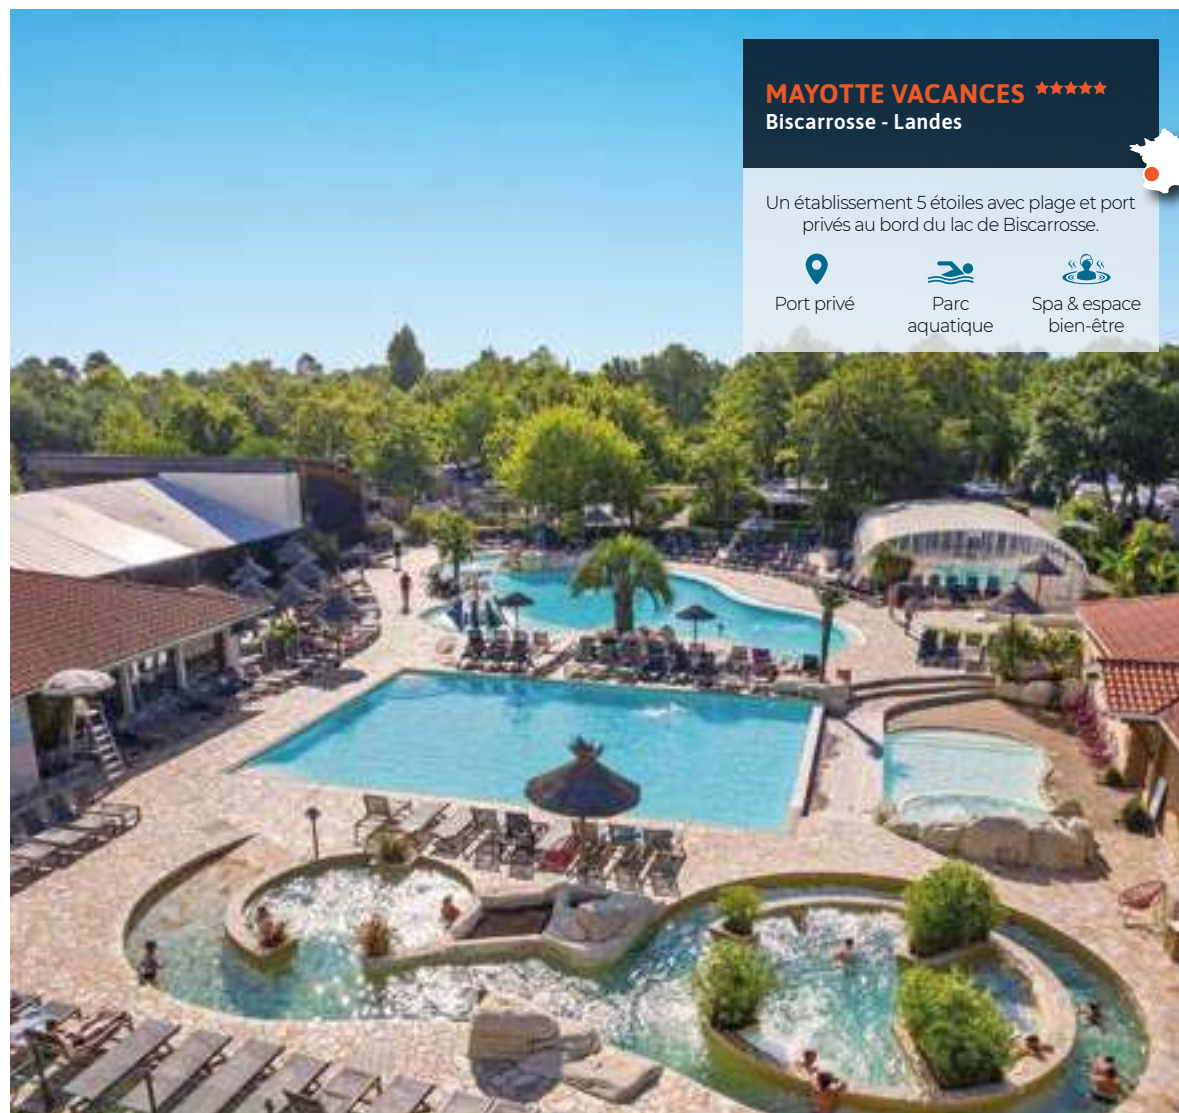 MAYOTTE VACANCES ★★★★★
Biscarrosse - Landes
Un établissement 5 étoiles avec plage et port
privés au bord du lac de Biscarrosse.
Port privé
Parc
aquatique
Spa & espace
bien-être